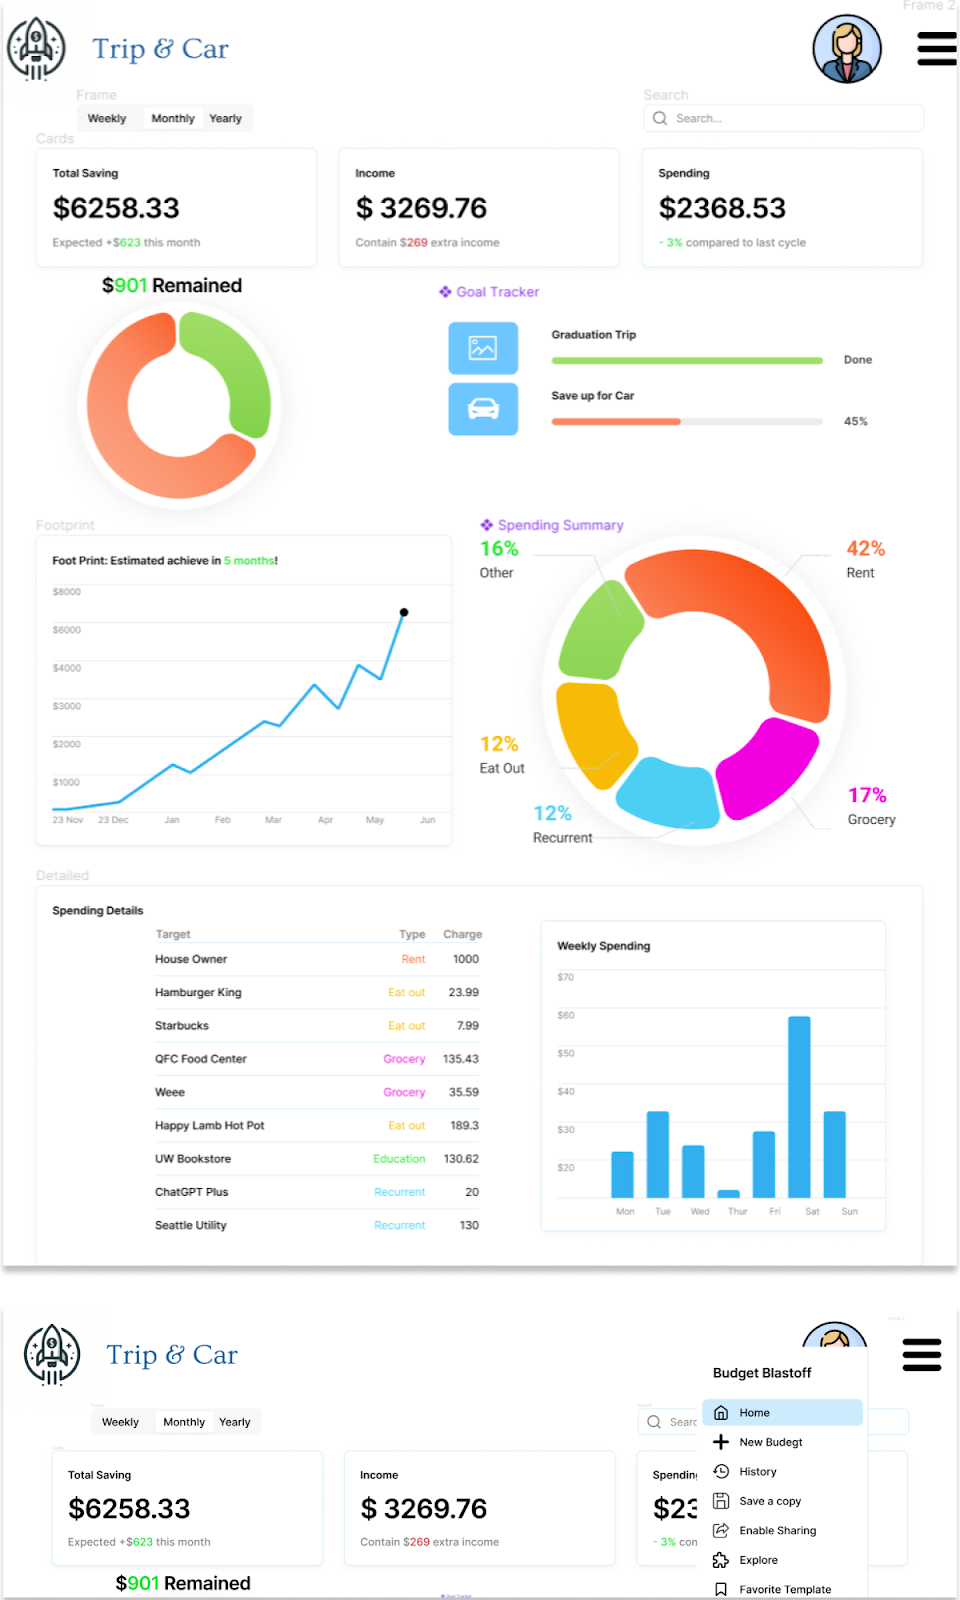 Frame 2
Trip & Car
Frame
Search
Weekly Monthly Yearly
Search...
Cards
Total Saving
$6258.33
Expected +$623 this month
Income
$ 3269.76
Contain $269 extra income
Spending
$2368.53
- 3% compared to last cycle
$901 Remained
Goal Tracker
Graduation Trip
Done
Save up for Car
45%
Footprint
Foot Print: Estimated achieve in 5 months!
$8000
$6000
$4000
$3000
$2000
$1000
23 Nov 23 Dec Jan Feb Mar Apr May Jun
Spending Summary
16%
Other
42%
Rent
12%
Eat Out
12%
Recurrent
17%
Grocery
Detailed
Spending Details
Target Type Charge
House Owner Rent 1000
Hamburger King Eat out 23.99
Starbucks Eat out 7.99
QFC Food Center Grocery 135.43
Weee Grocery 35.59
Happy Lamb Hot Pot Eat out 189.3
UW Bookstore Education 130.62
ChatGPT Plus Recurrent 20
Seattle Utility Recurrent 130
Weekly Spending
$70
$60
$50
$40
$30
$20
Mon Tue Wed Thur Fri Sat Sun
Trip & Car
Weekly Monthly Yearly
Searc
Total Saving
$6258.33
Expected +$623 this month
Income
$ 3269.76
Contain $269 extra income
Spending
$23
- 3% con
$901 Remained
Goal Tracker
Budget Blastoff
Home
New Budegt
History
Save a copy
Enable Sharing
Explore
Favorite Template